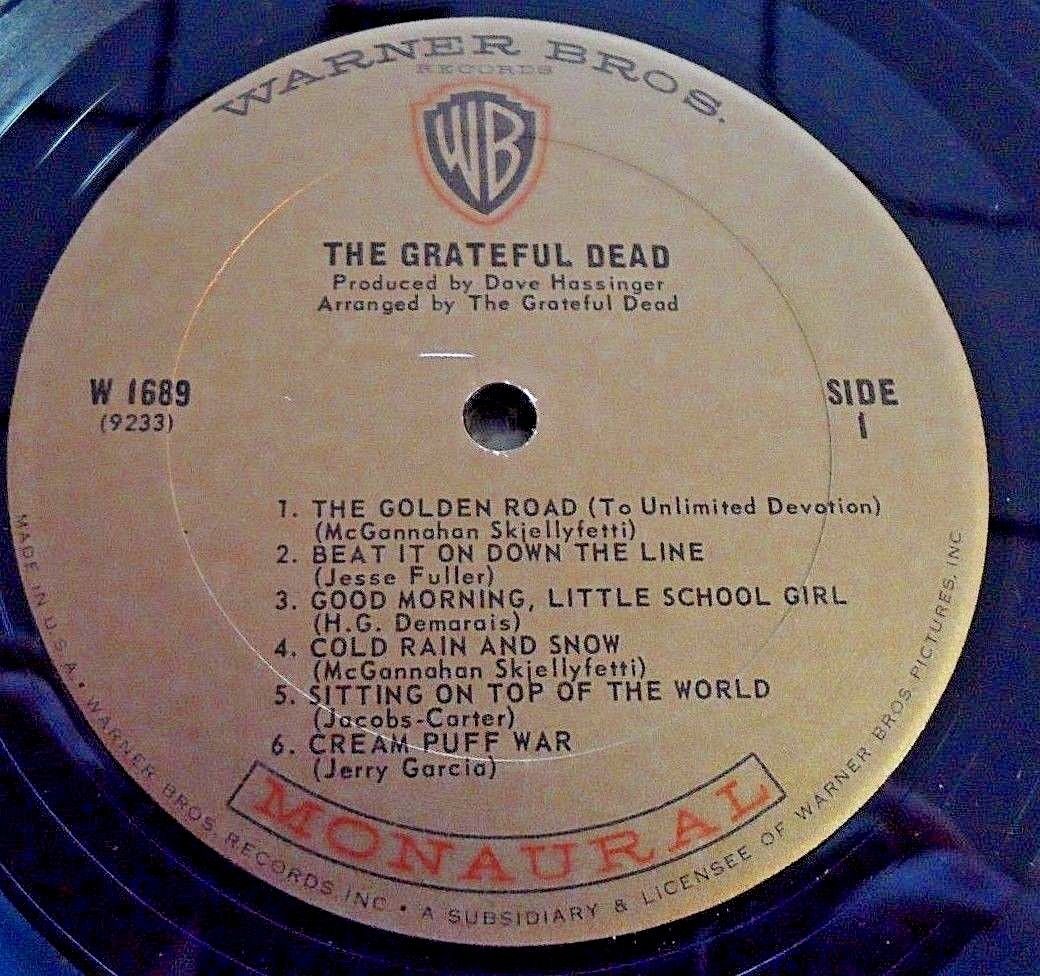 WARNER BROS.
RECORDS
WB
THE GRATEFUL DEAD
Produced by Dave Hassinger
Arranged by The Grateful Dead
W 1689
(9233)
SIDE
1
1. THE GOLDEN ROAD (To Unlimited Devotion)
(McGannahan Skjellyfetti)
2. BEAT IT ON DOWN THE LINE
(Jesse Fuller)
3. GOOD MORNING, LITTLE SCHOOL GIRL
(H.G. Demarais)
4. COLD RAIN AND SNOW
(McGannahan Skjellyfetti)
5. SITTING ON TOP OF THE WORLD
(Jacobs-Carter)
6. CREAM PUFF WAR
(Jerry Garcia)
MONAURAL
MADE IN U.S.A. • WARNER BROS. RECORDS INC. • A SUBSIDIARY & LICENSEE OF WARNER BROS. PICTURES, INC